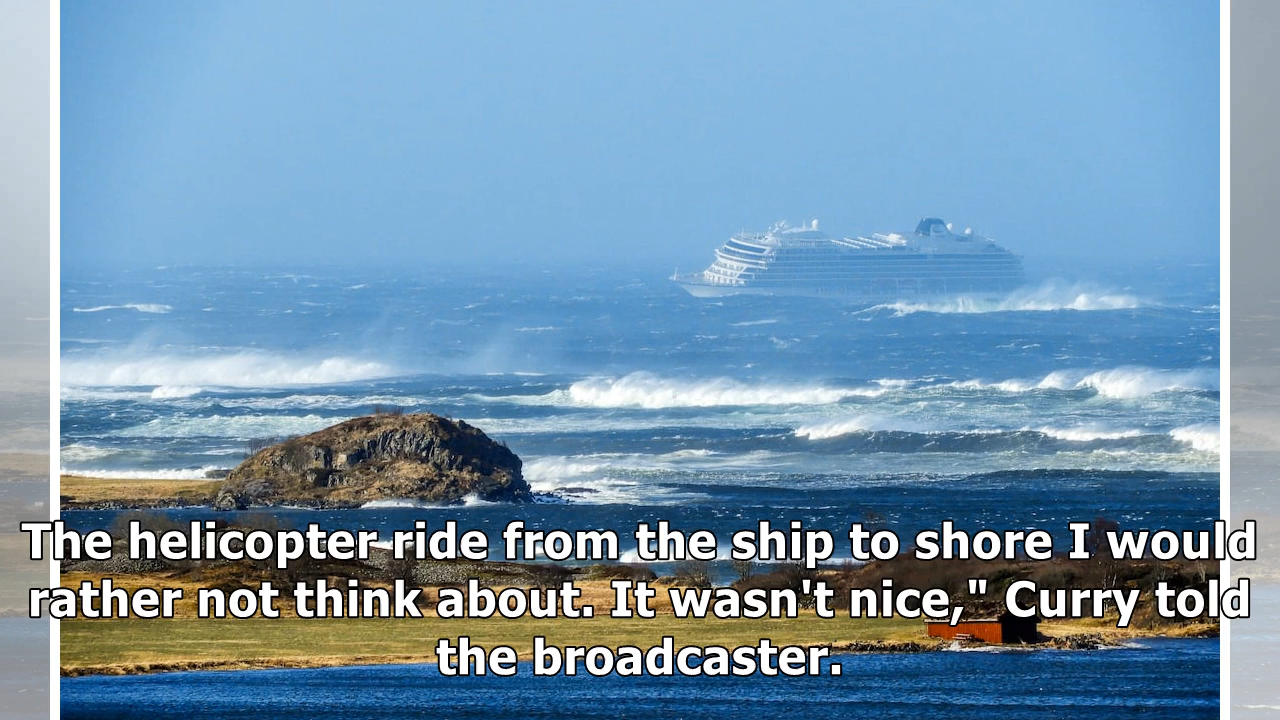 The helicopter ride from the ship to shore I would
rather not think about. It wasn't nice," Curry told
the broadcaster.